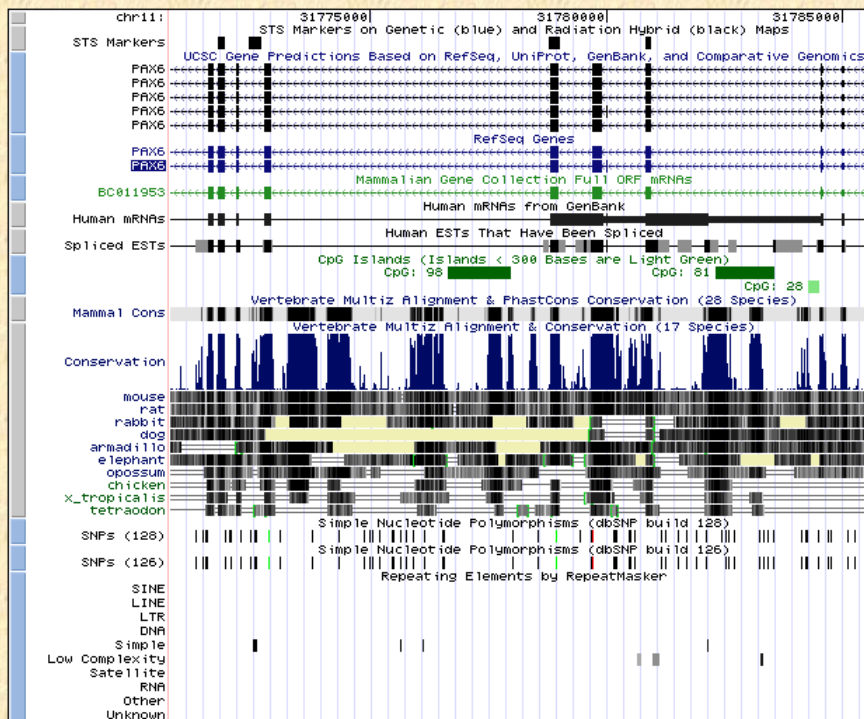 chr11: 31775000 31780000 31785000
STS Markers on Genetic (blue) and Radiation Hybrid (black) Maps
STS Markers
UCSC Gene Predictions Based on RefSeq, UniProt, GenBank, and Comparative Genomics
PAX6
PAX6
PAX6
PAX6
PAX6
RefSeq Genes
PAX6
PAX6
Mammalian Gene Collection Full ORF mRNAs
BC011953
Human mRNAs from GenBank
Human mRNAs
Human ESTs That Have Been Spliced
Spliced ESTs
CpG Islands (Islands < 300 Bases are Light Green)
CpG: 98 CpG: 81
CpG: 28
Vertebrate Multiz Alignment & PhastCons Conservation (28 Species)
Mammal Cons
Vertebrate Multiz Alignment & Conservation (17 Species)
Conservation
mouse
rat
rabbit
dog
armadillo
elephant
opossum
chicken
x_tropicalis
tetraodon
Simple Nucleotide Polymorphisms (dbSNP build 128)
SNPs (128)
Simple Nucleotide Polymorphisms (dbSNP build 126)
SNPs (126)
Repeating Elements by RepeatMasker
SINE
LINE
LTR
DNA
Simple
Low Complexity
Satellite
RNA
Other
Unknown